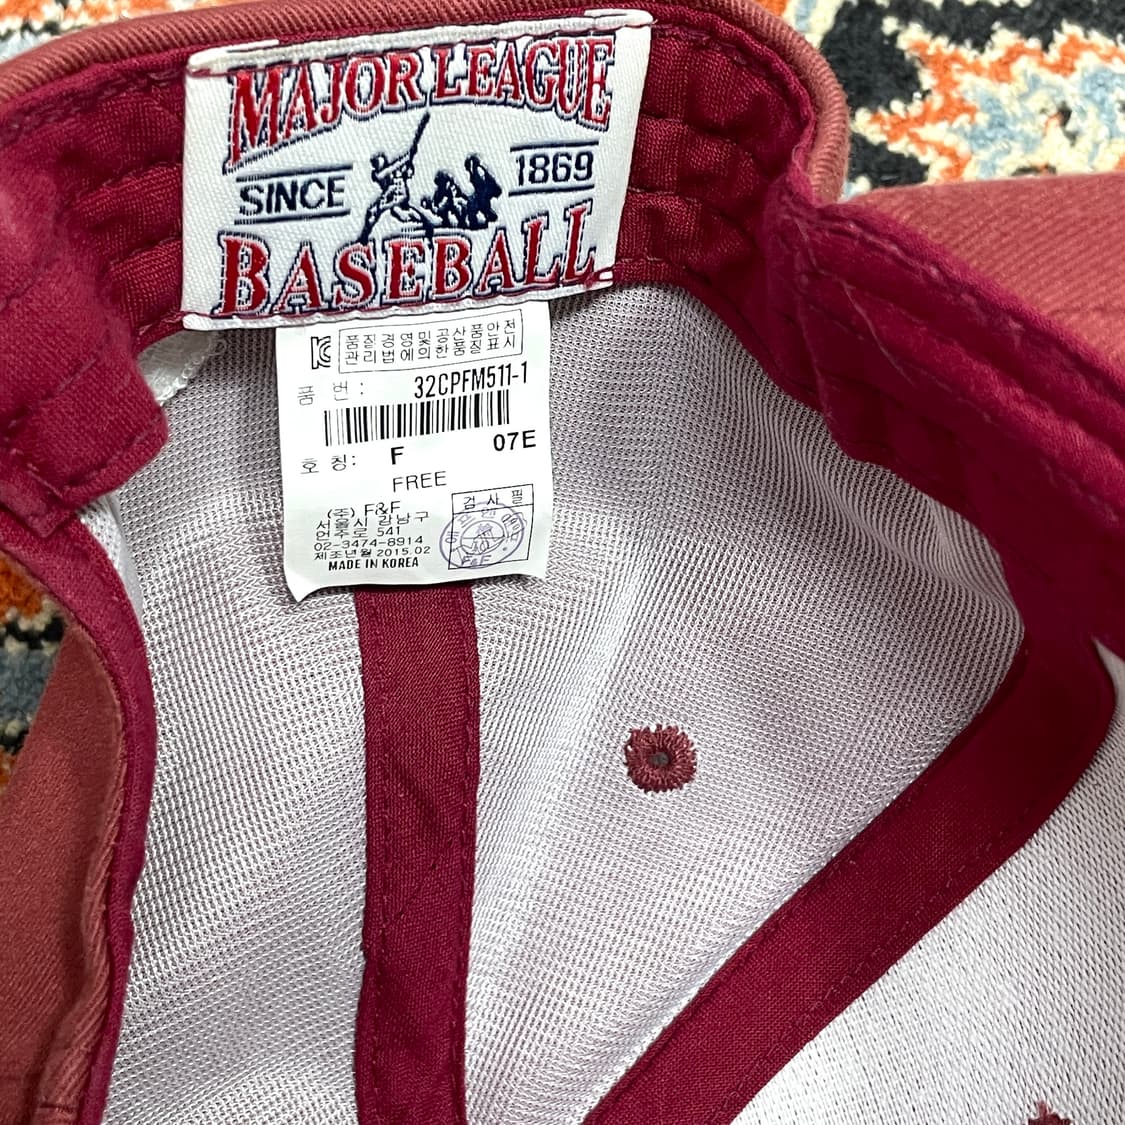 MAJOR LEAGUE
SINCE 1869
BASEBALL
품질경영및공산품안전
관리법에의한품질표시
품 번 : 32CPFM511-1
07E
호 칭: F
FREE
(주) F&F
서울시 강남구
언주로 541
02-3474-8914
제조년월 2015.02
MADE IN KOREA
검 사 필
F&F